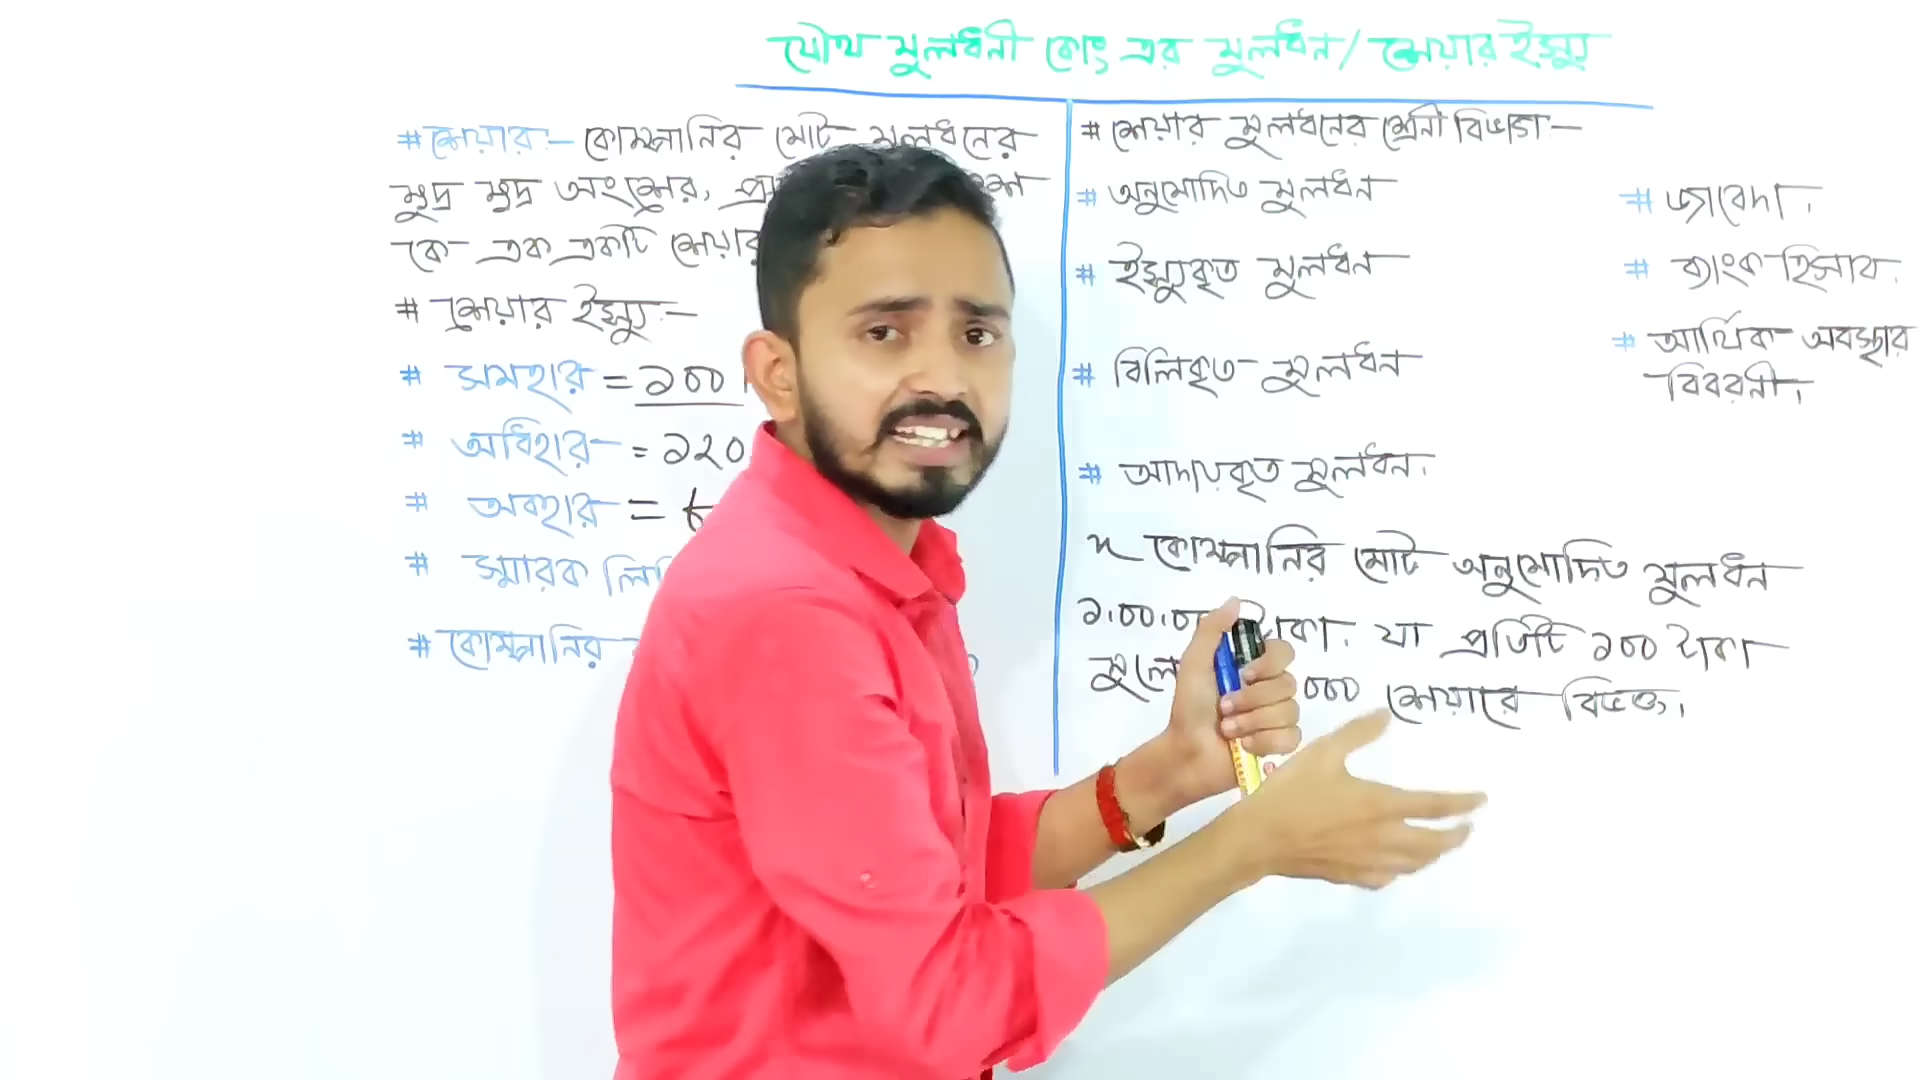 যৌথ মুলধনী কোং এর মুলধন/শেয়ার ইস্যু
# শেয়ার:- কোম্পানির মোট মুলধনের
ক্ষুদ্র ক্ষুদ্র অংশের,
কে এক একটি শেয়ার
# শেয়ার ইস্যু:-
# সমহার = ১০০
# অধিহার = ১২০
# অবহার =
# স্মারক
# কোম্পানির
# শেয়ার মুলধনের শ্রেনী বিভাগ-
# অনুমোদিত মুলধন
# ইস্যুকৃত মুলধন
# বিলিকৃত মুলধন
# আদায়কৃত মুলধন।
কোম্পানির মোট অনুমোদিত মুলধন
টাকা. যা প্রতিটি ১০০ টাকা
০০০ শেয়ারে বিভক্ত।
# জাবেদা।
# ব্যাংক হিসাব.
# আর্থিক অবস্থার
বিবরনী।